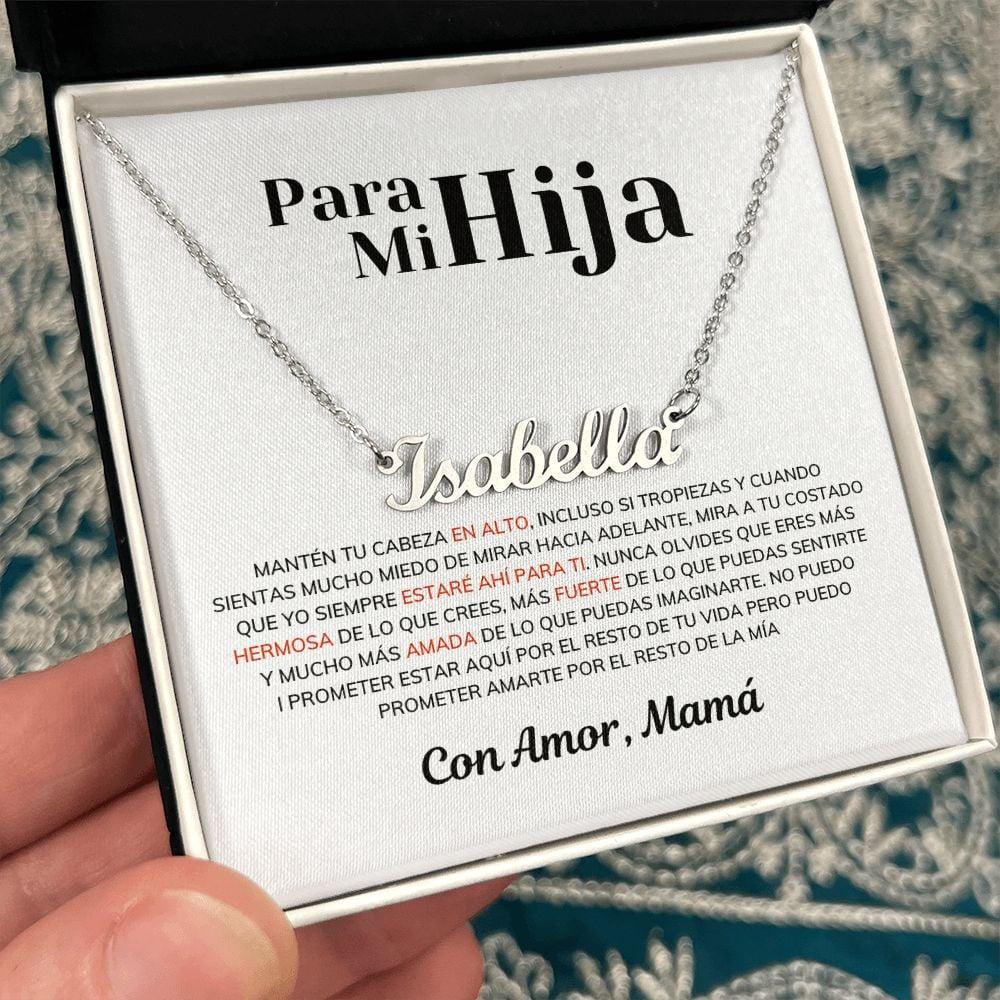 Para
Mi Hija
Isabella
MANTÉN TU CABEZA EN ALTO, INCLUSO SI TROPIEZAS Y CUANDO
SIENTAS MUCHO MIEDO DE MIRAR HACIA ADELANTE, MIRA A TU COSTADO
QUE YO SIEMPRE ESTARÉ AHÍ PARA TI. NUNCA OLVIDES QUE ERES MÁS
HERMOSA DE LO QUE CREES, MÁS FUERTE DE LO QUE PUEDAS SENTIRTE
Y MUCHO MÁS AMADA DE LO QUE PUEDAS IMAGINARTE. NO PUEDO
I PROMETER ESTAR AQUÍ POR EL RESTO DE TU VIDA PERO PUEDO
PROMETER AMARTE POR EL RESTO DE LA MÍA
Con Amor, Mamá